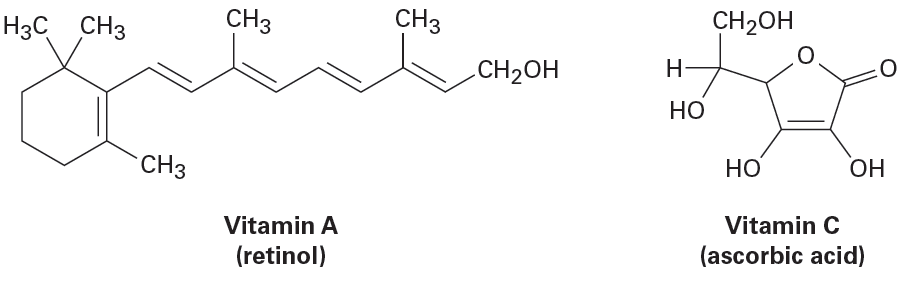 H3C CH3
CH3
CH3
CH2OH
CH3
Vitamin A
(retinol)
CH2OH
H
O
O
HO
HO
OH
Vitamin C
(ascorbic acid)